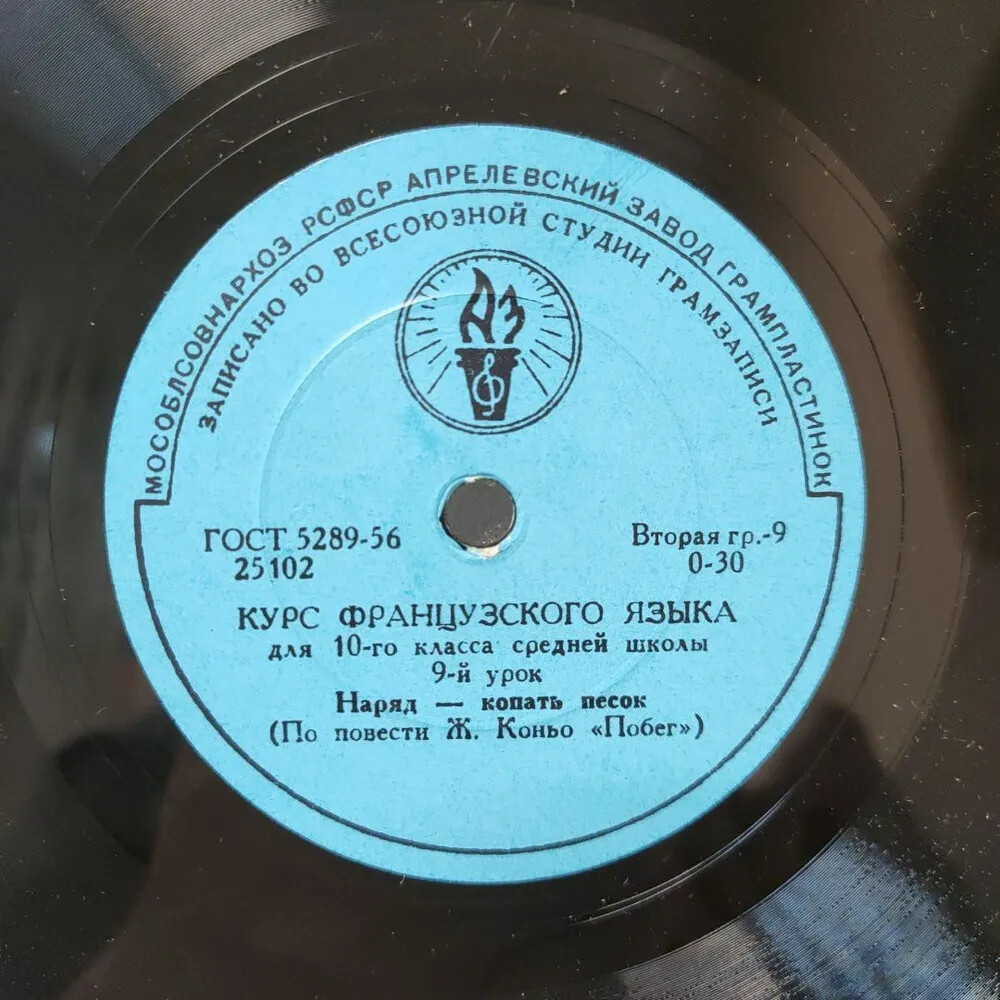 МОСОБЛСОВНАРХОЗ РСФСР АПРЕЛЕВСКИЙ ЗАВОД ГРАМПЛАСТИНОК
ЗАПИСАНО ВО ВСЕСОЮЗНОЙ СТУДИИ ГРАМЗАПИСИ
АЗ
ГОСТ 5289-56
25102
Вторая гр.-9
0-30
КУРС ФРАНЦУЗСКОГО ЯЗЫКА
для 10-го класса средней школы
9-й урок
Наряд — копать песок
(По повести Ж. Коньо «Побег»)